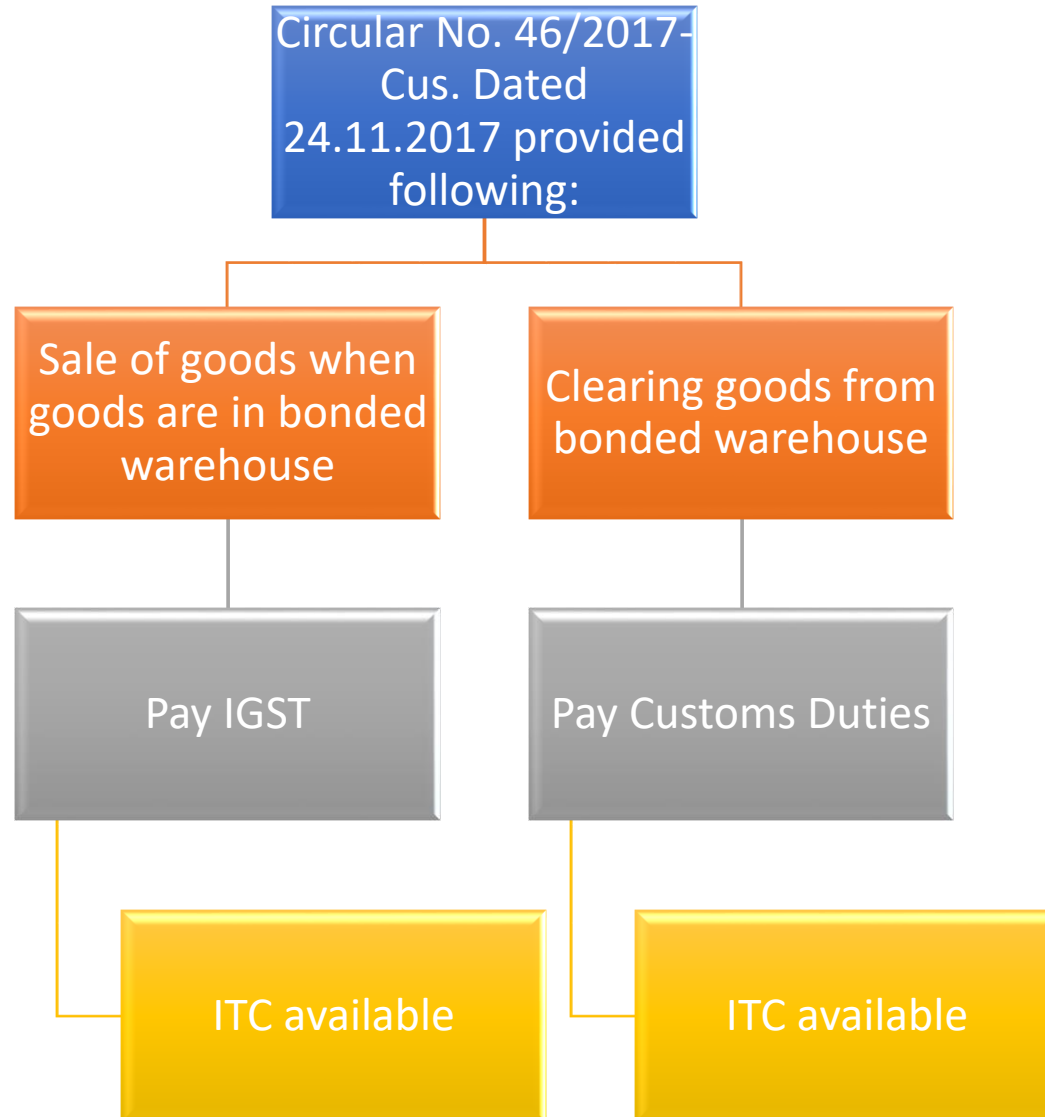 Circular No. 46/2017-
Cus. Dated
24.11.2017 provided
following:
Sale of goods when
goods are in bonded
warehouse
Clearing goods from
bonded warehouse
Pay IGST
Pay Customs Duties
ITC available
ITC available